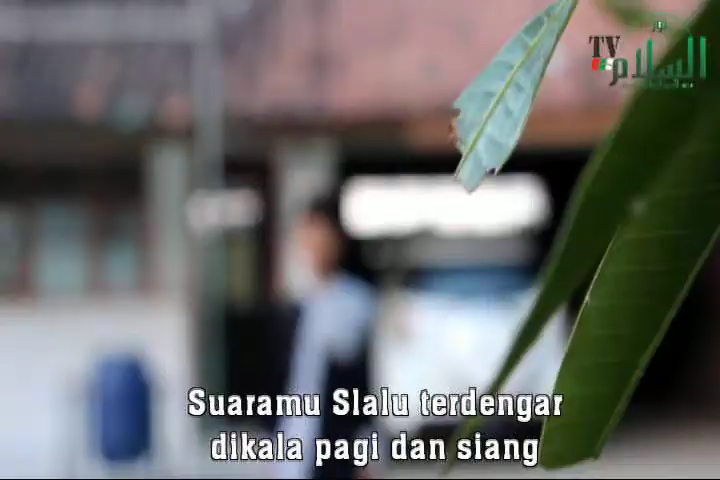 TV
السلام
Suaramu Slalu terdengar
dikala pagi dan siang